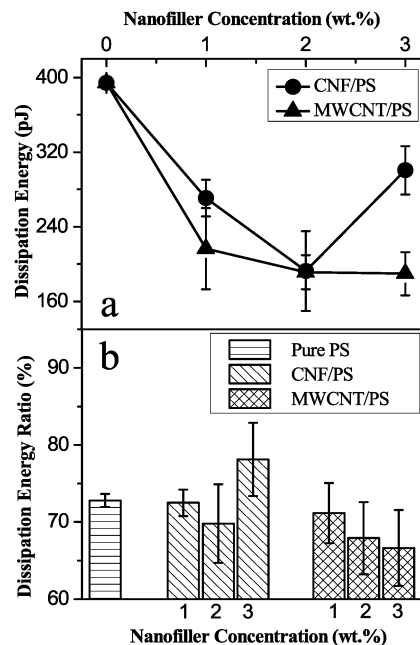 Nanofiller Concentration (wt.%)
0 1 2 3
400
320
240
160
Dissipation Energy (pJ)
CNF/PS
MWCNT/PS
a
b
90
80
70
60
Dissipation Energy Ratio (%)
Pure PS
CNF/PS
MWCNT/PS
1 2 3 1 2 3
Nanofiller Concentration (wt.%)